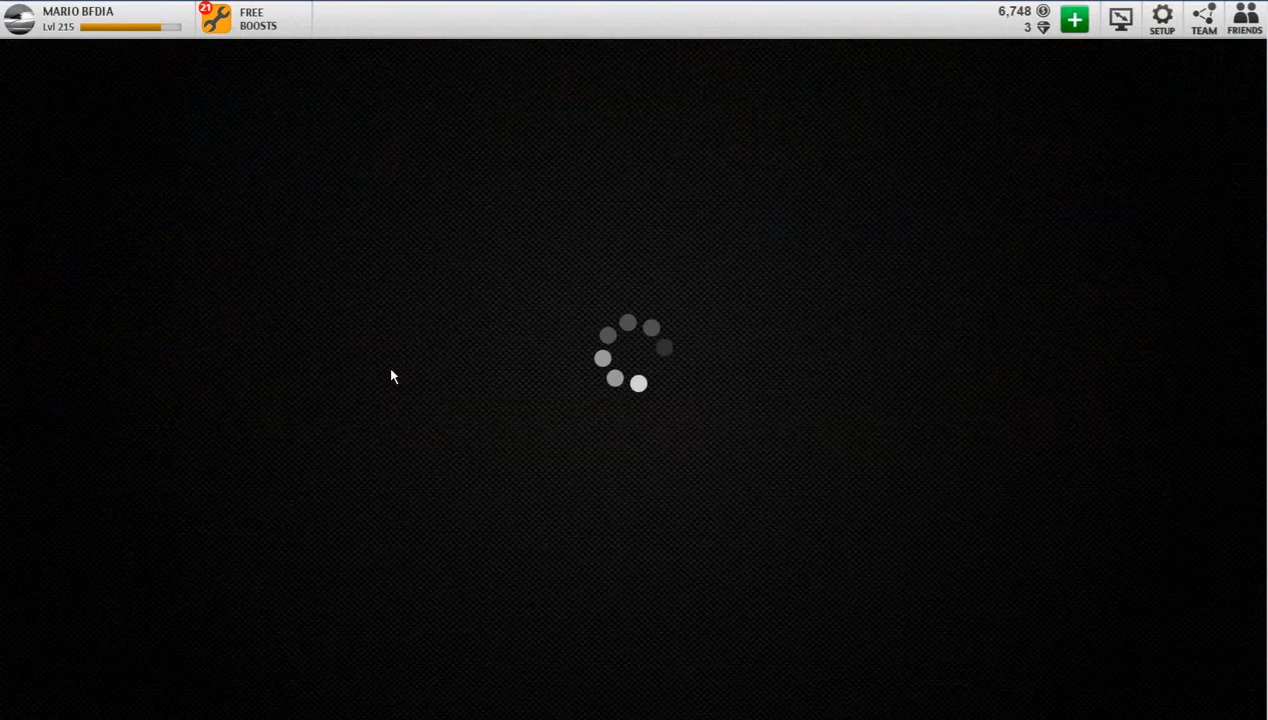 MARIO BFDIA
Lvl 215
21
FREE
BOOSTS
6,748
3
SETUP
TEAM
FRIENDS